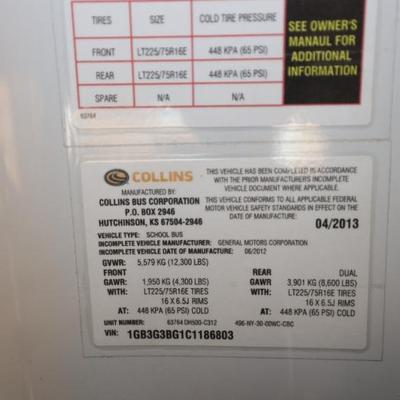 TIRES SIZE COLD TIRE PRESSURE
FRONT LT225/75R16E 448 KPA (65 PSI)
REAR LT225/75R16E 448 KPA (65 PSI)
SPARE N/A N/A
63764
SEE OWNER'S
MANAUL FOR
ADDITIONAL
INFORMATION
COLLINS
MANUFACTURED BY:
COLLINS BUS CORPORATION
P.O. BOX 2946
HUTCHINSON, KS 67504-2946
THIS VEHICLE HAS BEEN COMPLETED IN ACCORDANCE
WITH THE PRIOR MANUFACTURERS INCOMPLETE
VEHICLE DOCUMENT WHERE APPLICABLE.
THIS VEHICLE CONFORMS TO ALL APPLICABLE FEDERAL
MOTOR VEHICLE SAFETY STANDARDS IN EFFECT ON THE
DATE OF MANUFACTURE SHOWN.
04/2013
VEHICLE TYPE: SCHOOL BUS
INCOMPLETE VEHICLE MANUFACTURER: GENERAL MOTORS CORPORATION
INCOMPLETE VEHICLE DATE: 06/2012
GVWR: 5,579 KG (12,300 LBS)
FRONT REAR DUAL
GAWR: 1,950 KG (4,300 LBS) GAWR 3,901 KG (8,600 LBS)
WITH: LT225/75R16E TIRES WITH: LT225/75R16E TIRES
16 X 6.5J RIMS 16 X 6.5J RIMS
AT: 448 KPA (65 PSI) COLD AT: 448 KPA (65 PSI) COLD
UNIT NUMBER: 63764 DH500-C312 496-NY-30-00WC-CBC
VIN: 1GB3G3BG1C1186803